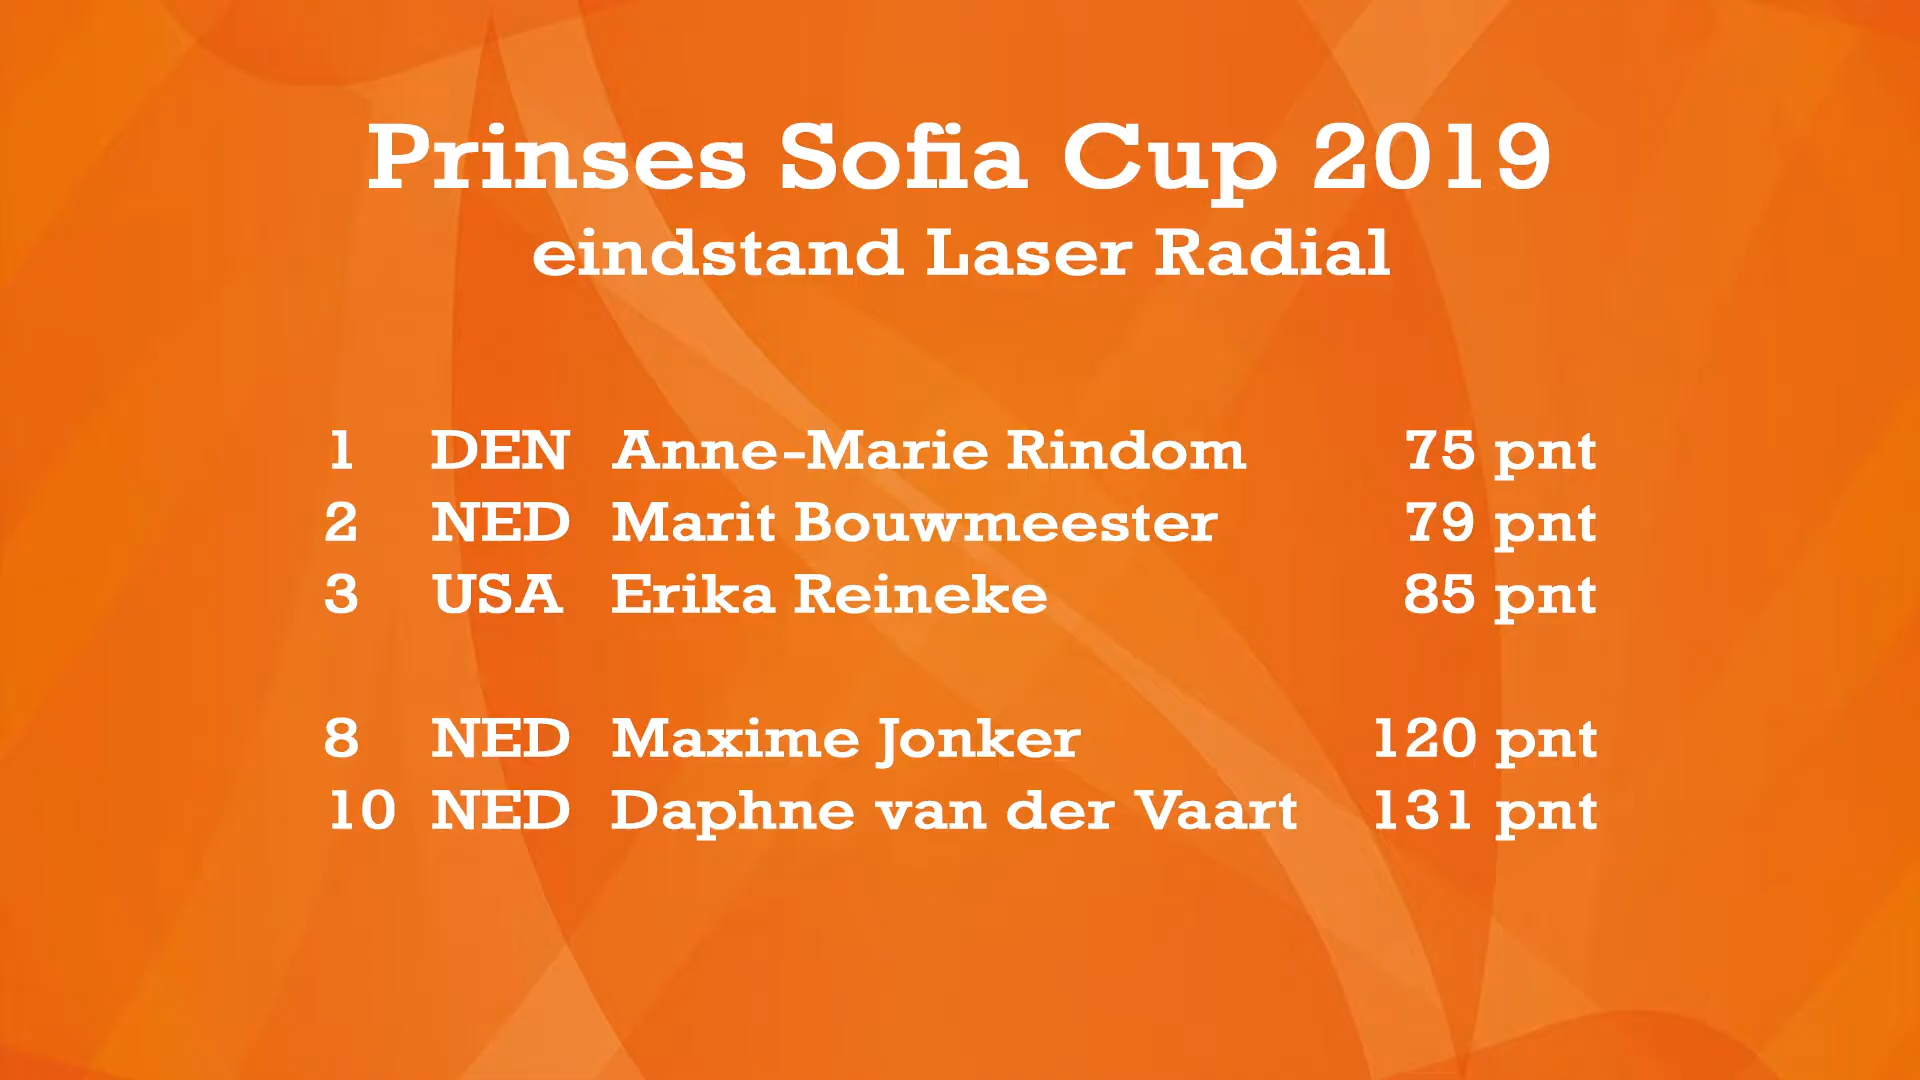 Prinses Sofia Cup 2019
eindstand Laser Radial
1 DEN Anne-Marie Rindom 75 pnt
2 NED Marit Bouwmeester 79 pnt
3 USA Erika Reineke 85 pnt
8 NED Maxime Jonker 120 pnt
10 NED Daphne van der Vaart 131 pnt